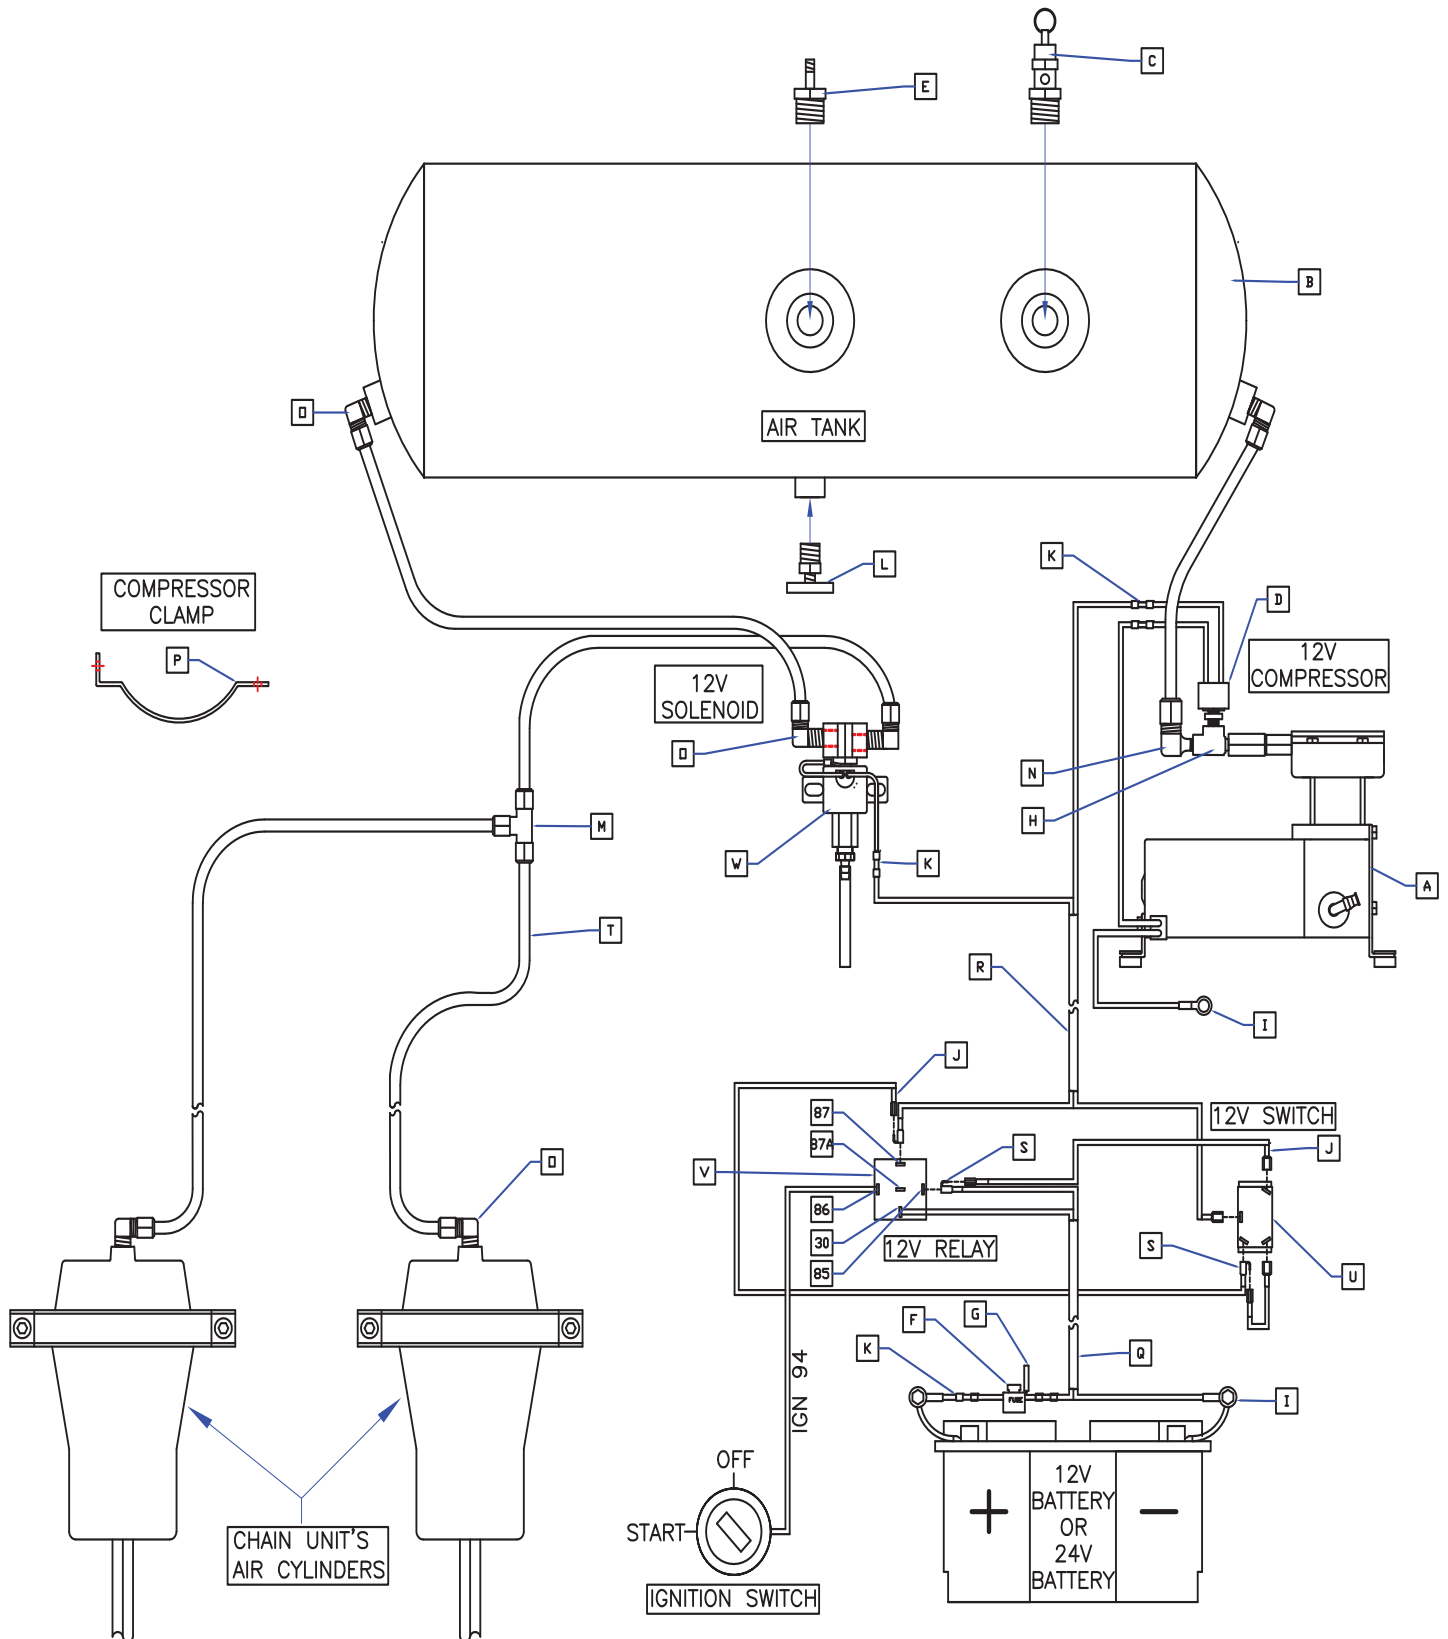 C
E
B
O
AIR TANK
L
K
D
COMPRESSOR
CLAMP
P
12V
COMPRESSOR
12V
SOLENOID
O
N
H
M
W
K
A
T
R
I
J
87
12V SWITCH
87A
S
J
V
O
86
30
12V RELAY
S
85
U
G
F
K
Q
IGN 94
FUSE
I
OFF
12V
BATTERY
OR
24V
BATTERY
+
−
START
CHAIN UNIT'S
AIR CYLINDERS
IGNITION SWITCH